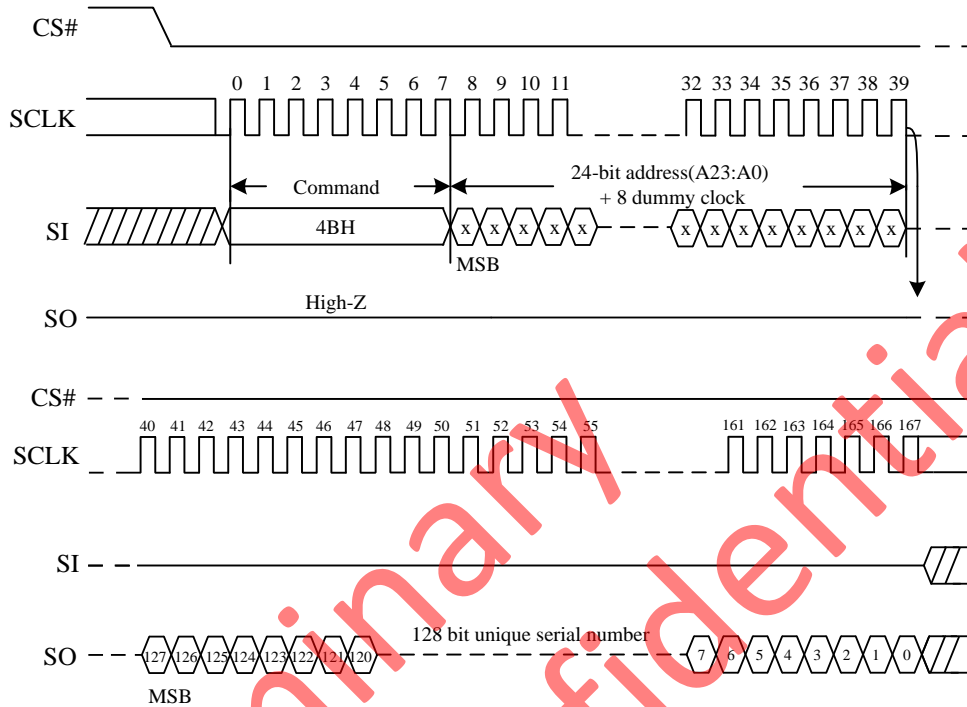 CS#
0 1 2 3 4 5 6 7 8 9 10 11 32 33 34 35 36 37 38 39
SCLK
Command
24-bit address(A23:A0)
+ 8 dummy clock
SI
4BH
x x x x x x x x x x x x x
MSB
High-Z
SO
CS#
40 41 42 43 44 45 46 47 48 49 50 51 52 53 54 55 161 162 163 164 165 166 167
SCLK
SI
128 bit unique serial number
SO
127 126 125 124 123 122 121 120 7 6 5 4 3 2 1 0
MSB
minary
fidentia